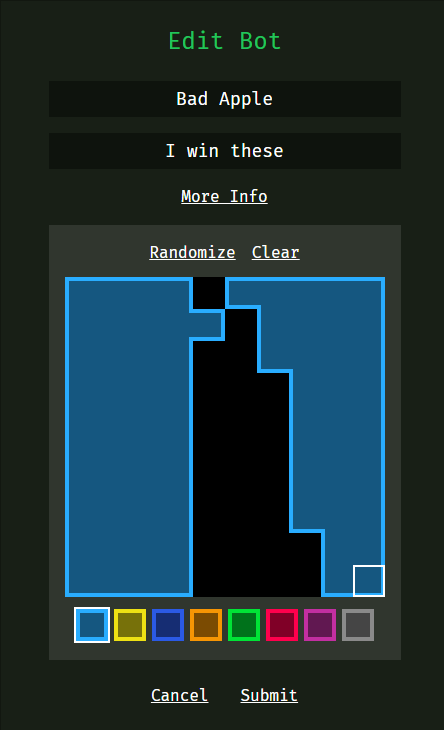 Edit Bot
Bad Apple
I win these
More Info
Randomize Clear
Cancel Submit